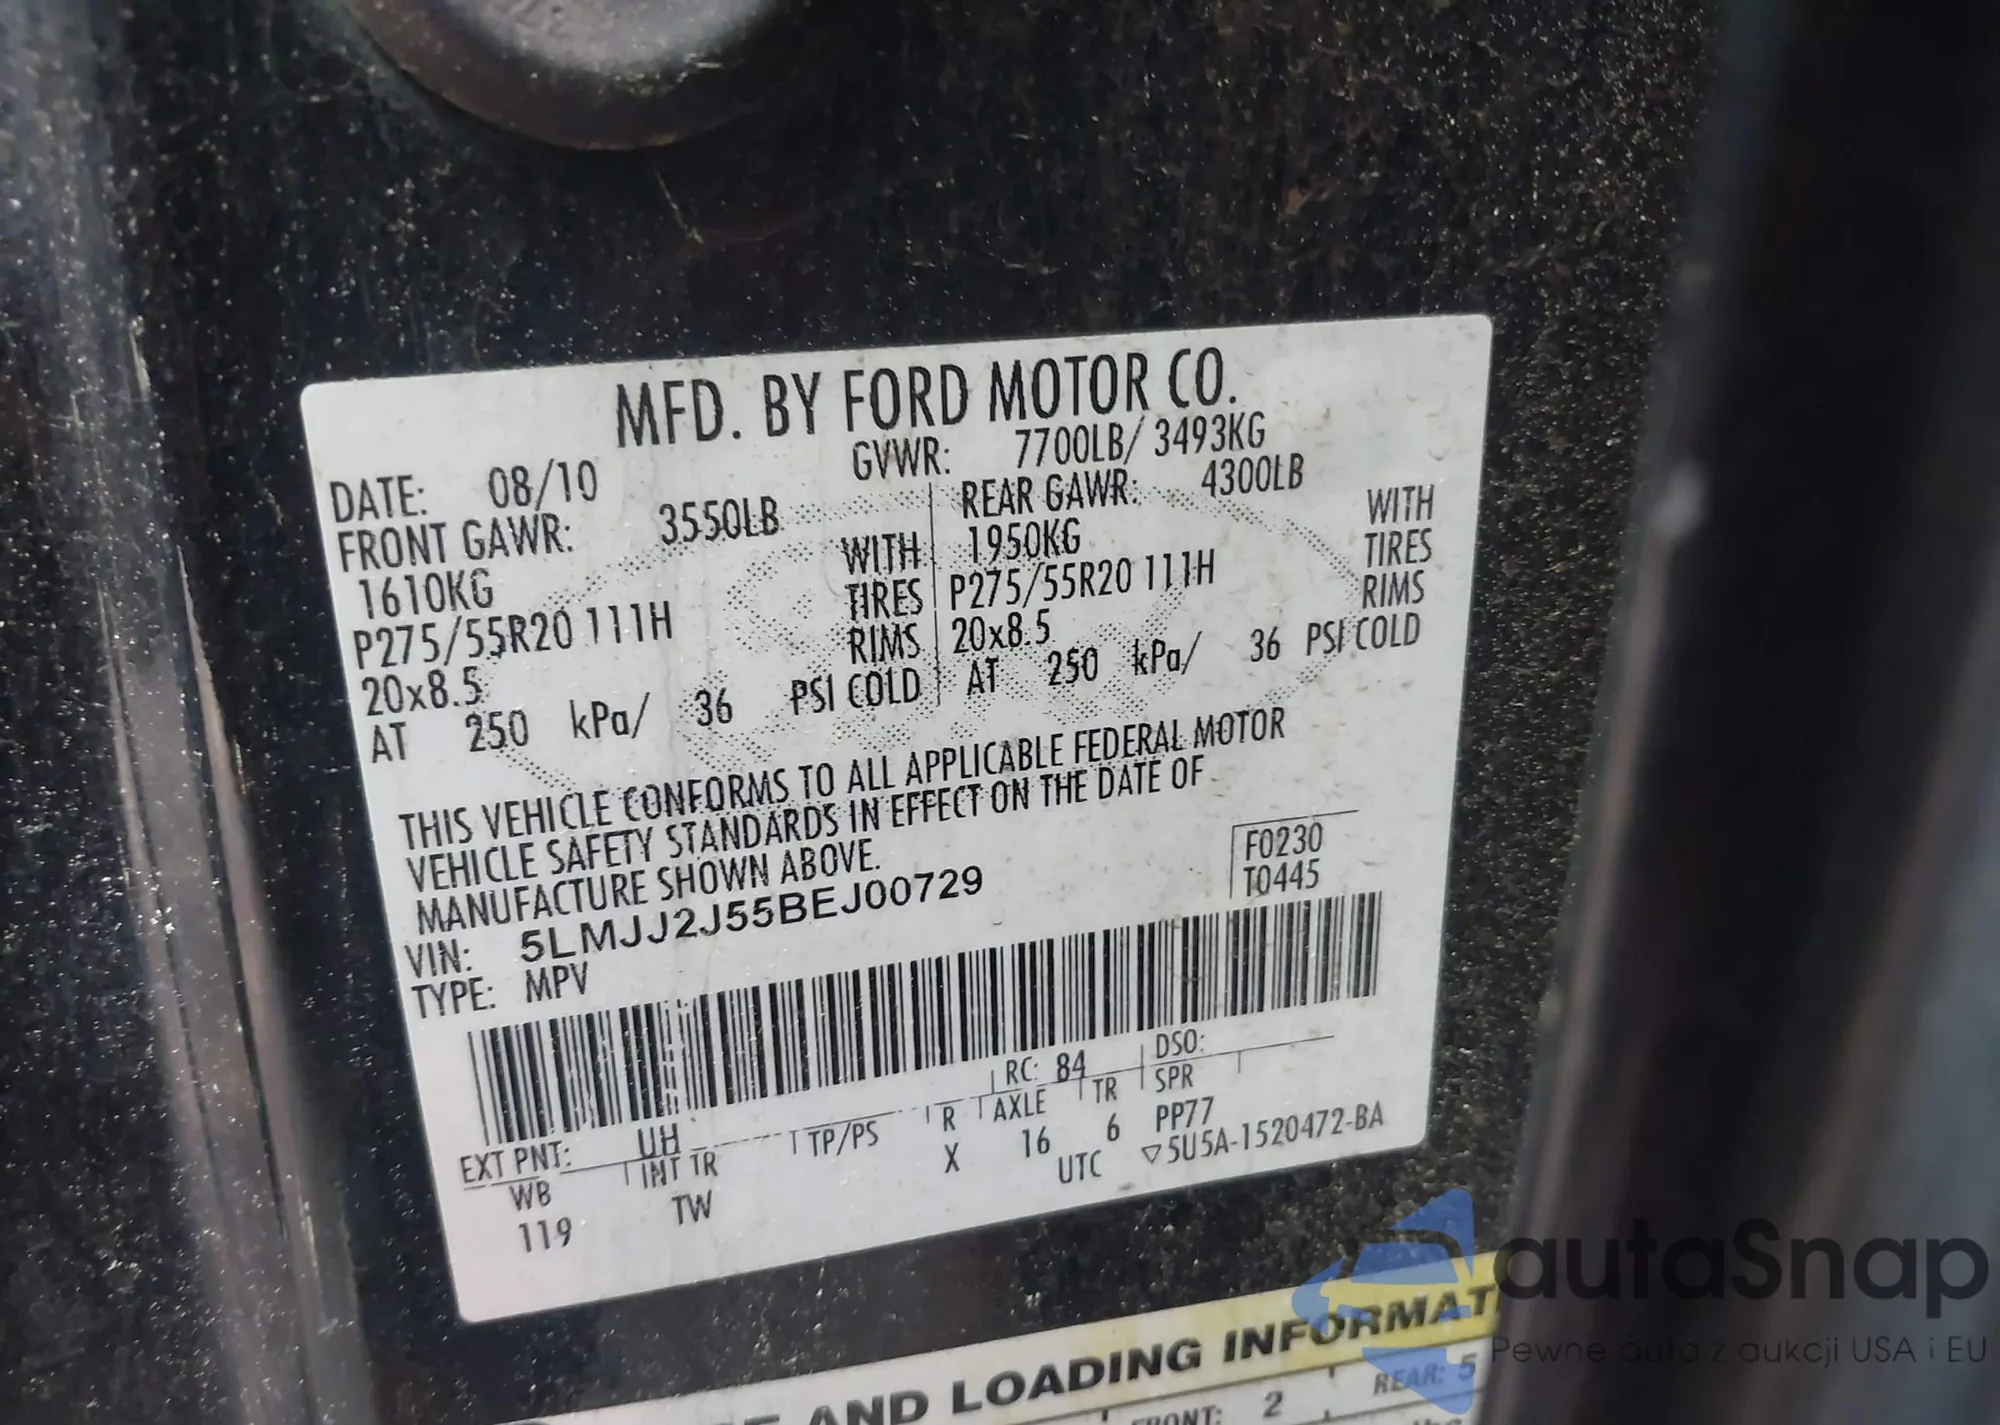 MFD. BY FORD MOTOR CO.
DATE: 08/10 GVWR: 7700LB/ 3493KG
FRONT GAWR: 3550LB REAR GAWR: 4300LB
1610KG WITH 1950KG WITH
P275/55R20 111H TIRES P275/55R20 111H TIRES
20x8.5 RIMS 20x8.5 RIMS
AT 250 kPa/ 36 PSI COLD AT 250 kPa/ 36 PSI COLD
THIS VEHICLE CONFORMS TO ALL APPLICABLE FEDERAL MOTOR
VEHICLE SAFETY STANDARDS IN EFFECT ON THE DATE OF
MANUFACTURE SHOWN ABOVE.
F0230
T0445
VIN: 5LMJJ2J55BEJ00729
TYPE: MPV
EXT PNT: UH RC: 84 DSO:
WB INT TR TP/PS R AXLE TR SPR
119 TW X 16 6 PP77
UTC ▽5U5A-1520472-BA
AND LOADING INFORMAT
FRONT: 2 REAR: 5
autaSnap
Pewne auta z aukcji USA i EU